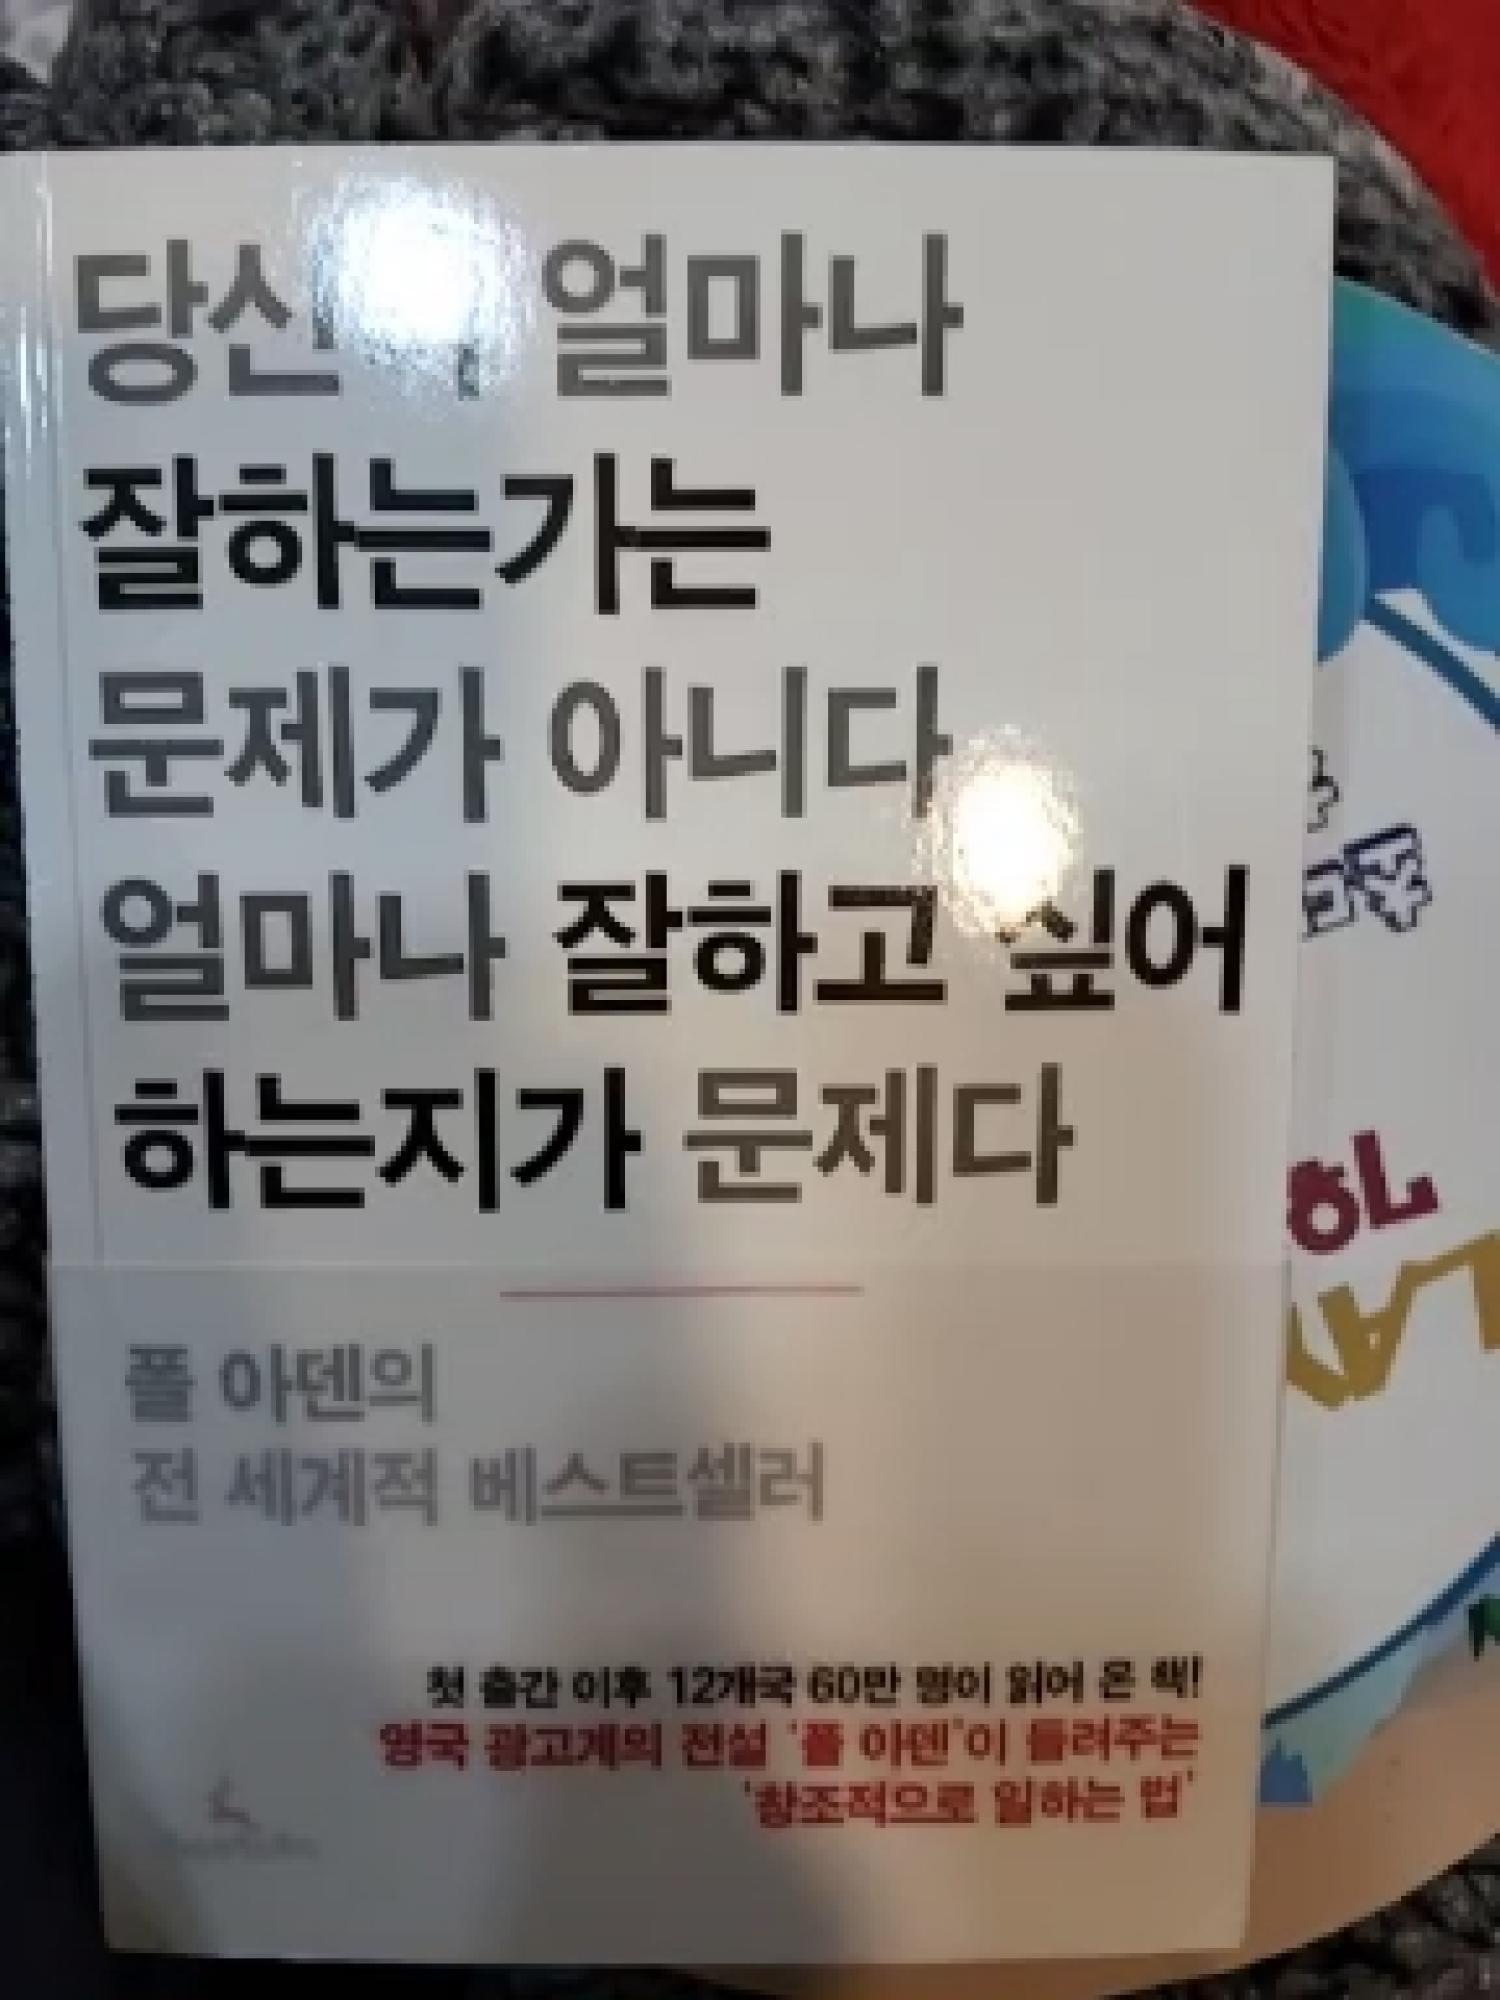 당신 얼마나
잘하는가는
문제가 아니다
얼마나 잘하고 싶어
하는지가 문제다
폴 아덴의
전 세계적 베스트셀러
첫 출간 이후 12개국 60만 명이 읽어 온 책!
영국 광고계의 전설 '폴 아덴'이 들려주는
'창조적으로 일하는 법'